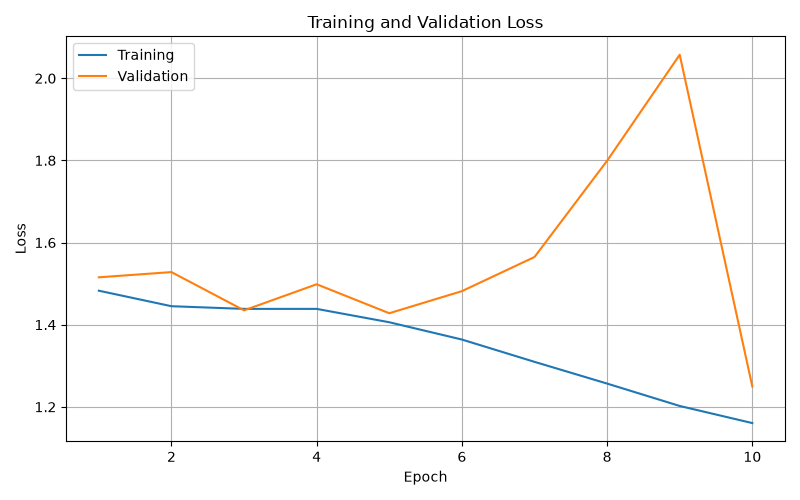 Training and Validation Loss
Training
Validation
2.0
1.8
1.6
1.4
1.2
Loss
2 4 6 8 10
Epoch